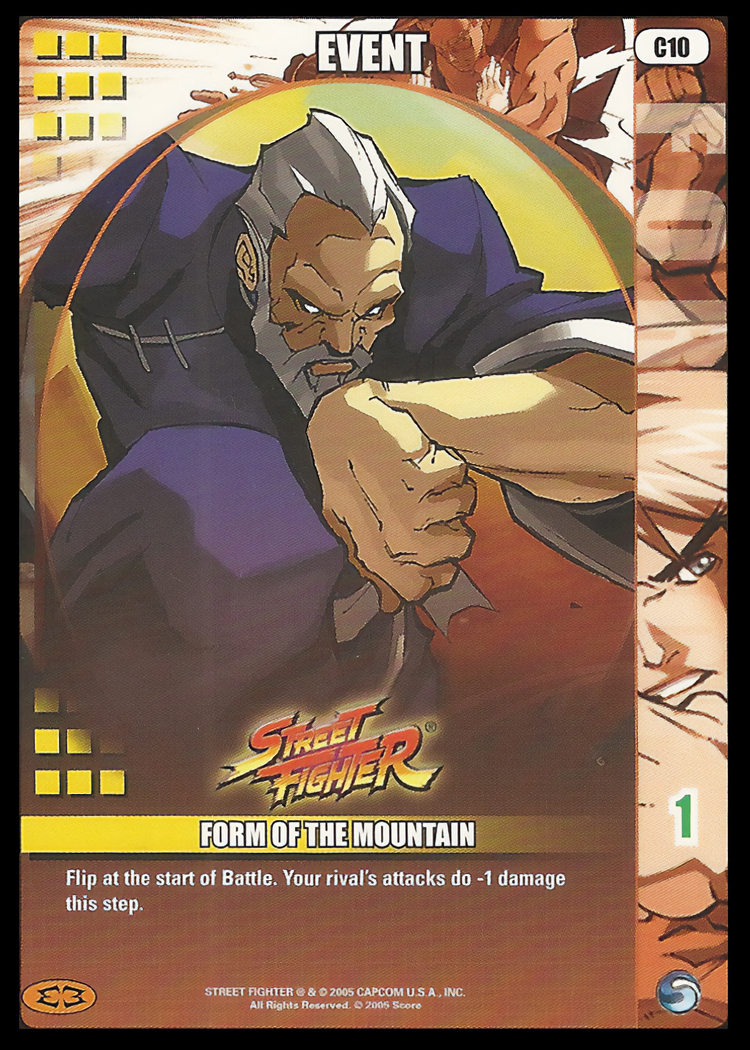 EVENT
C10
STREET
FIGHTER®
1
FORM OF THE MOUNTAIN
Flip at the start of Battle. Your rival's attacks do -1 damage
this step.
STREET FIGHTER ® & © 2005 CAPCOM U.S.A., INC.
All Rights Reserved. © 2005 Score